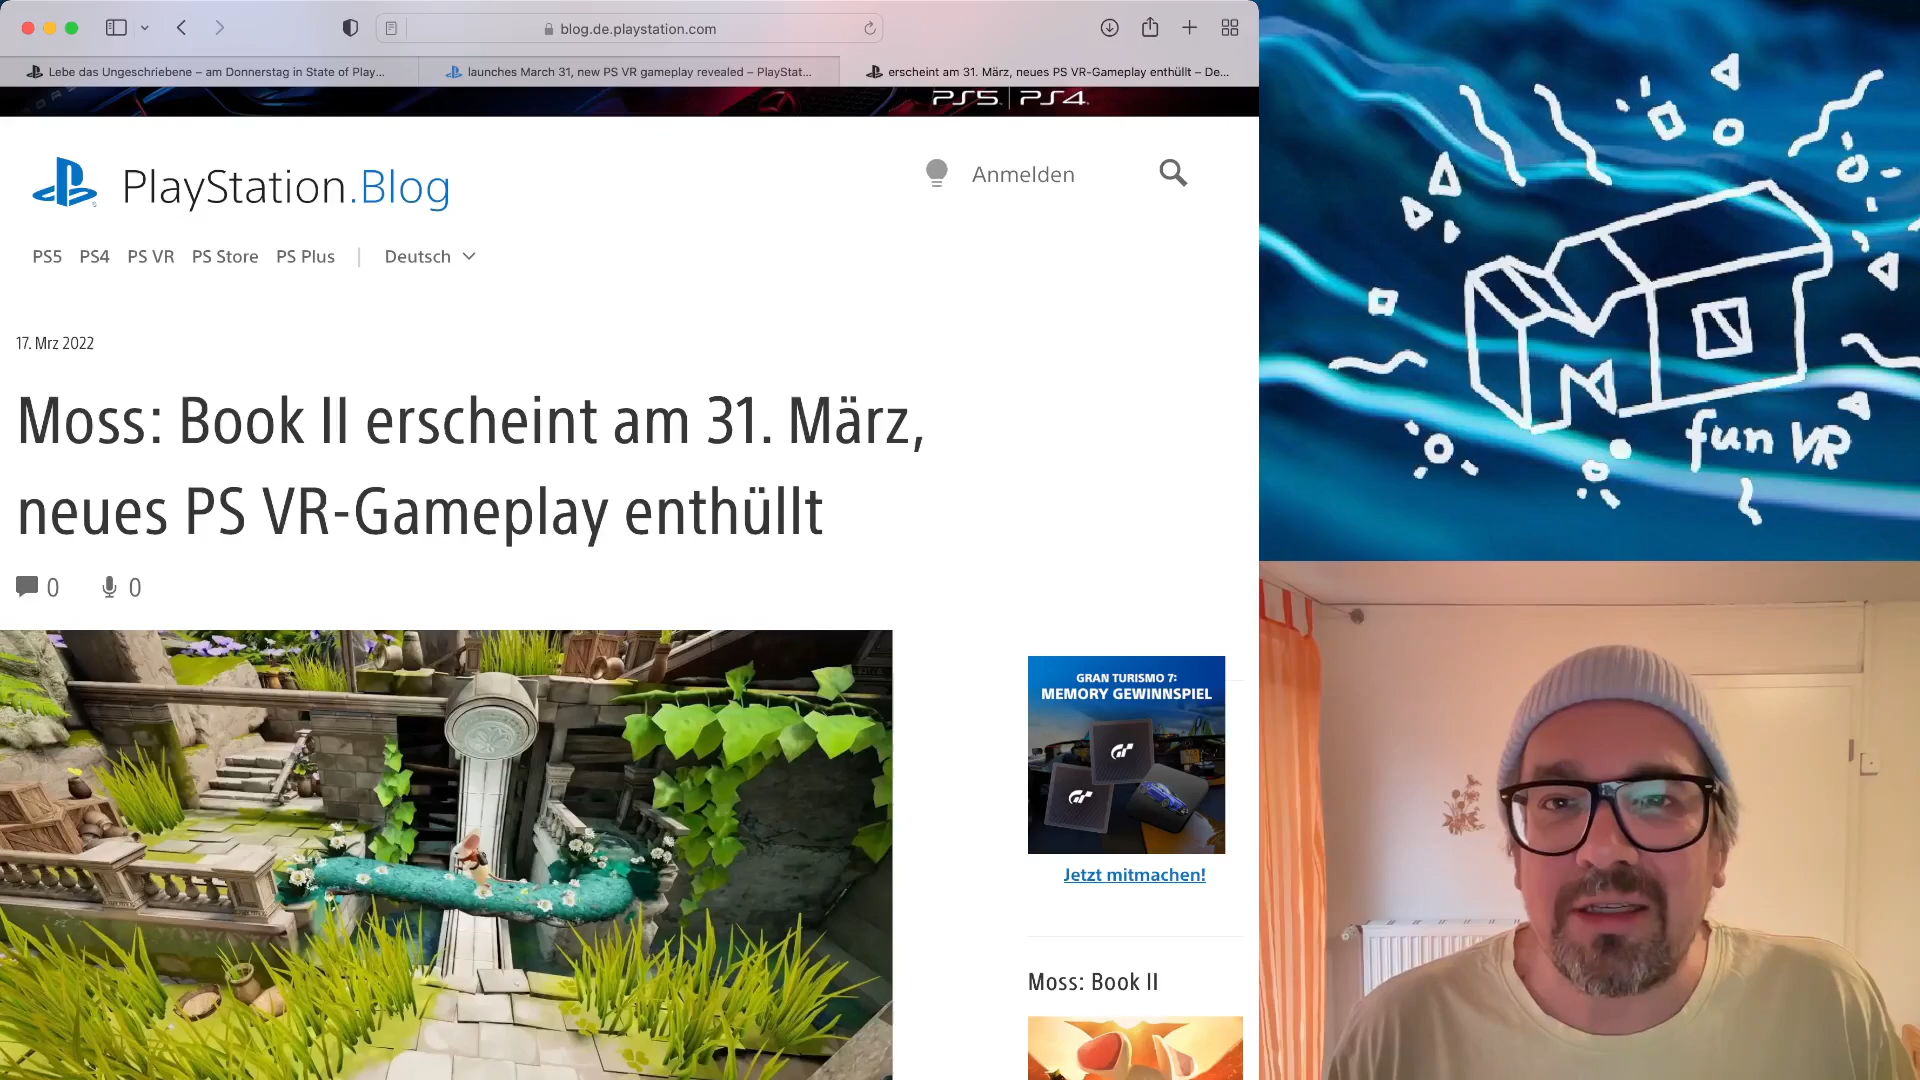 blog.de.playstation.com
Lebe das Ungeschriebene – am Donnerstag in State of Play...
launches March 31, new PS VR gameplay revealed – PlayStat...
erscheint am 31. März, neues PS VR-Gameplay enthüllt – De...
PS5 | PS4
PlayStation.Blog
Anmelden
PS5 PS4 PS VR PS Store PS Plus | Deutsch
17. Mrz 2022
Moss: Book II erscheint am 31. März,
neues PS VR-Gameplay enthüllt
0 0
GRAN TURISMO 7:
MEMORY GEWINNSPIEL
Jetzt mitmachen!
Moss: Book II
fun VR